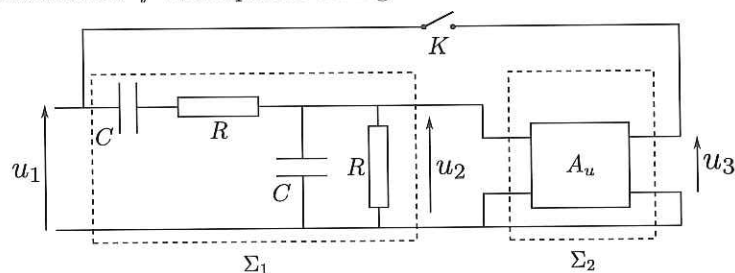 K
C
R
C
R
u₁
u₂
Aᵤ
u₃
Σ₁
Σ₂